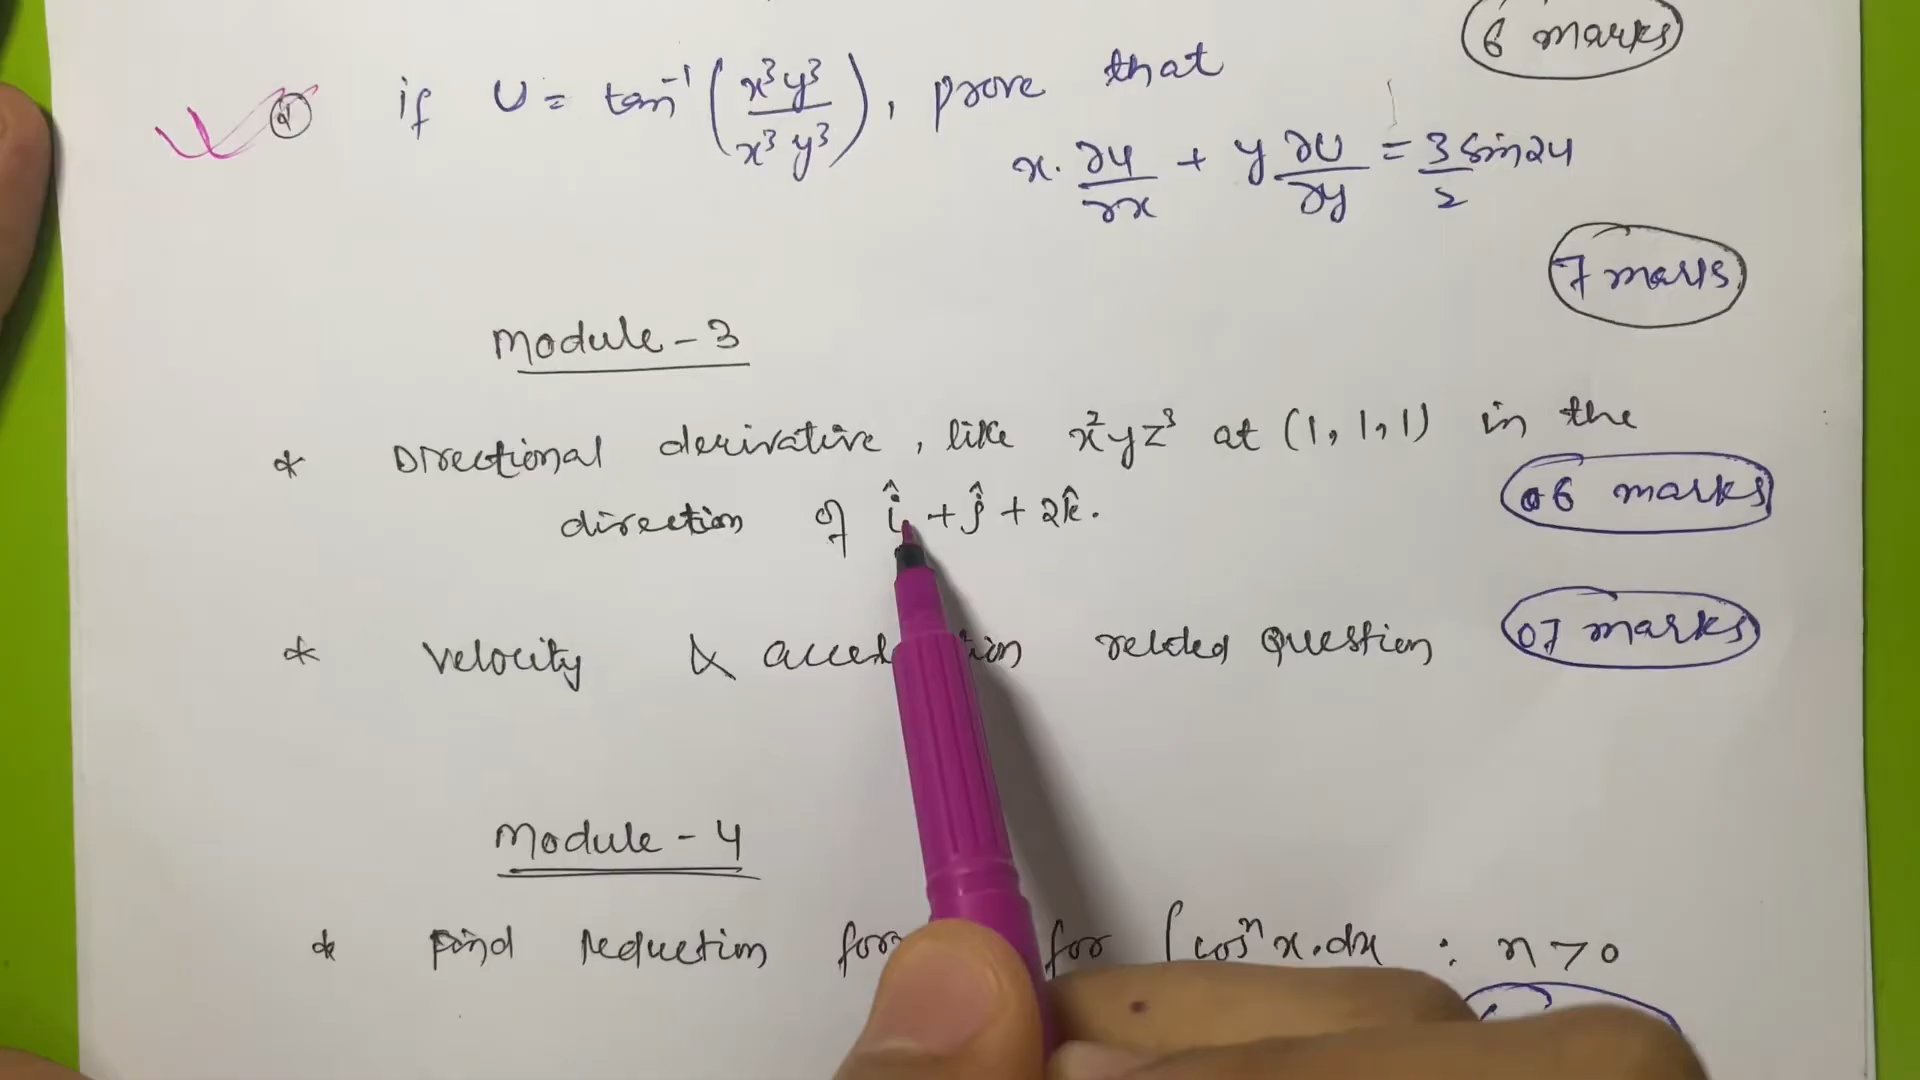 6 marks
if U = tan⁻¹ (x³y³ / x³y³), prove that
x. ∂u/∂x + y ∂U/∂y = 3/2 sin2u
7 marks
Module - 3
* Directional derivative, like x²yz³ at (1, 1, 1) in the
direction of î + ĵ + 2k̂.
06 marks
* velocity & related question
07 marks
Module - 4
* Find reduction for ∫cosⁿx.dx : n > 0